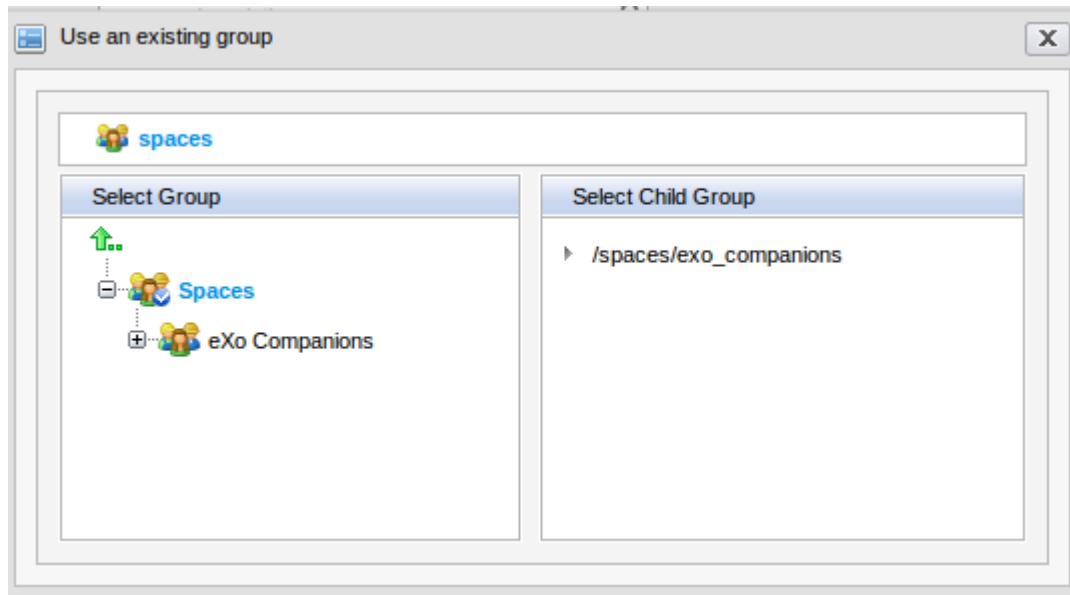 Use an existing group
X
spaces
Select Group
Select Child Group
Spaces
eXo Companions
/spaces/exo_companions